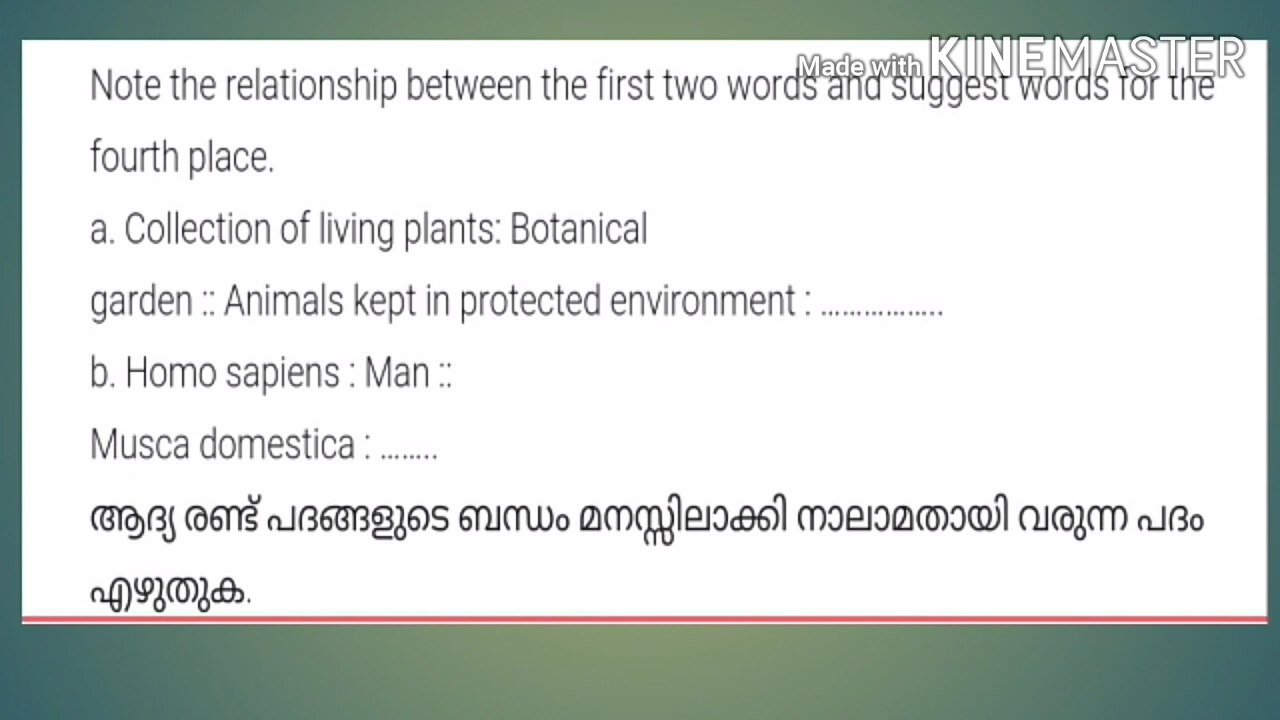 Made with KINEMASTER
Note the relationship between the first two words and suggest words for the
fourth place.
a. Collection of living plants: Botanical
garden :: Animals kept in protected environment : ..................
b. Homo sapiens : Man ::
Musca domestica : ........
ആദ്യ രണ്ട് പദങ്ങളുടെ ബന്ധം മനസ്സിലാക്കി നാലാമതായി വരുന്ന പദം
എഴുതുക.